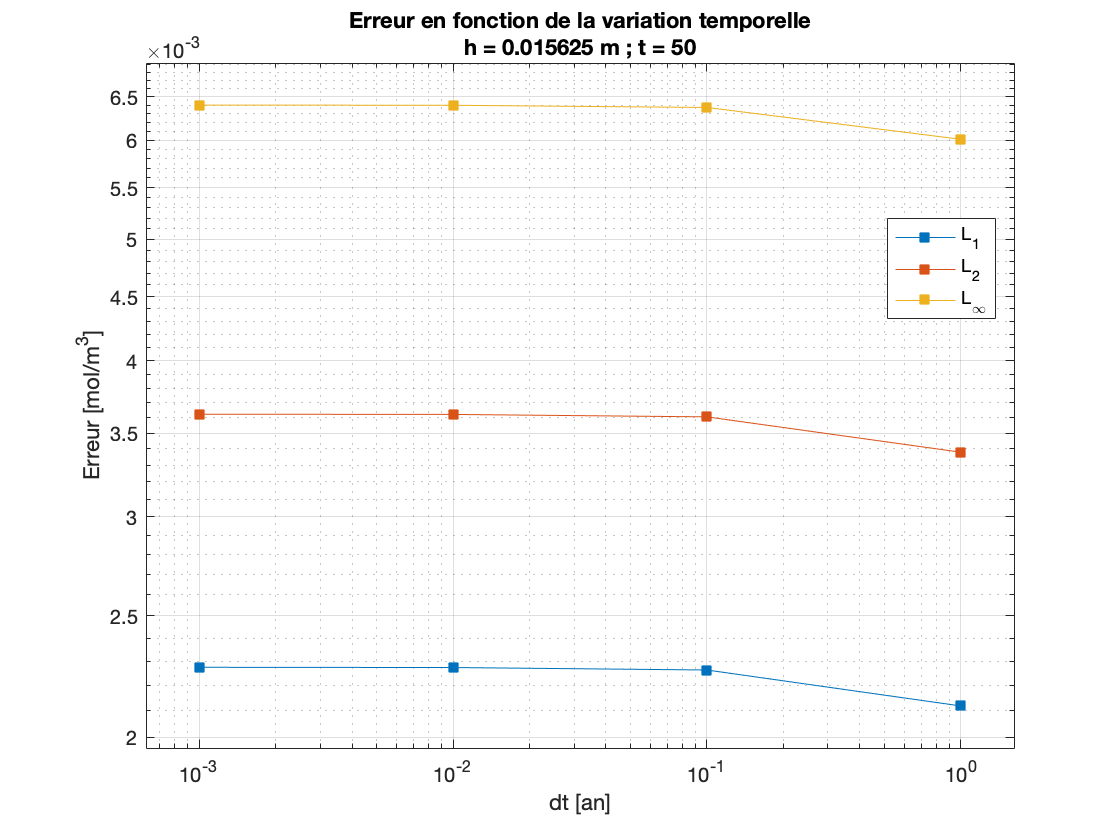 Erreur en fonction de la variation temporelle
h = 0.015625 m ; t = 50
×10⁻³
6.5
6
5.5
5
4.5
4
3.5
3
2.5
2
Erreur [mol/m³]
L₁
L₂
L∞
10⁻³
10⁻²
10⁻¹
10⁰
dt [an]